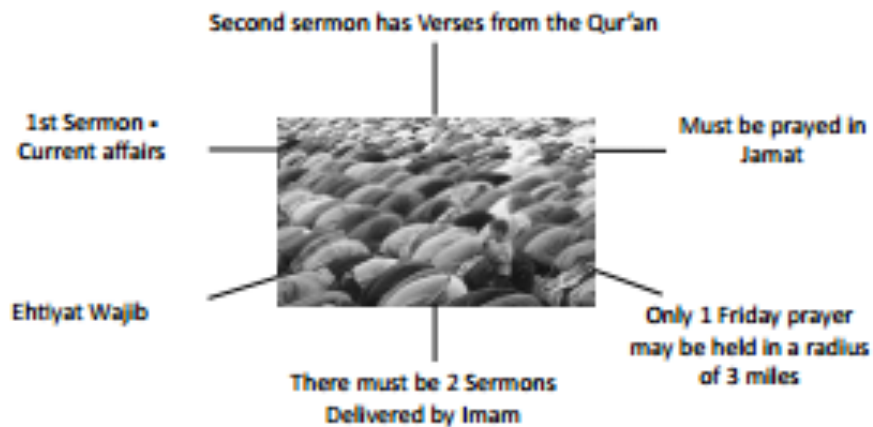 Second sermon has Verses from the Qur'an
1st Sermon -
Current affairs
Must be prayed in
Jamat
Ehtiyat Wajib
Only 1 Friday prayer
may be held in a radius
of 3 miles
There must be 2 Sermons
Delivered by Imam